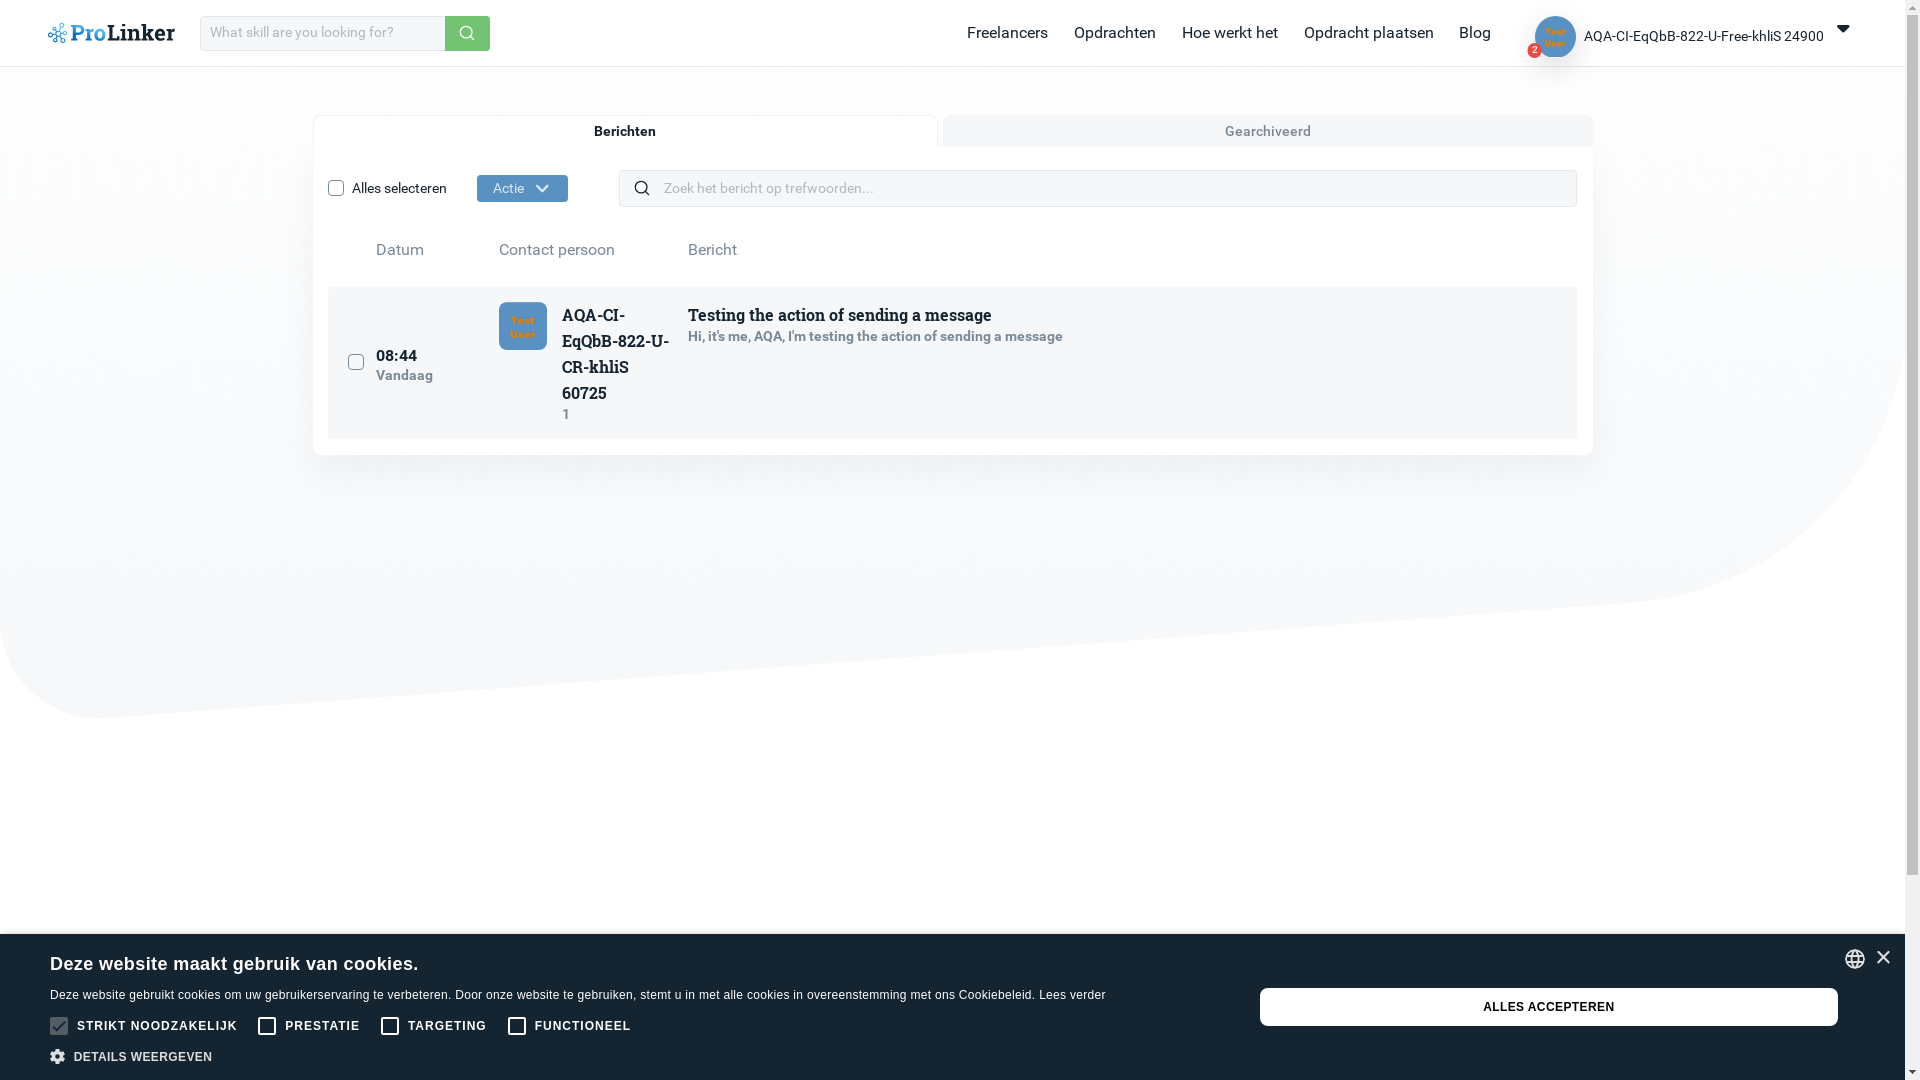 ProLinker
What skill are you looking for?
Freelancers
Opdrachten
Hoe werkt het
Opdracht plaatsen
Blog
Test
User
2
AQA-CI-EqQbB-822-U-Free-khliS 24900
Berichten
Gearchiveerd
Alles selecteren
Actie
Zoek het bericht op trefwoorden...
Datum
Contact persoon
Bericht
08:44
Vandaag
Test
User
AQA-CI-
EqQbB-822-U-
CR-khliS
60725
1
Testing the action of sending a message
Hi, it's me, AQA, I'm testing the action of sending a message
Deze website maakt gebruik van cookies.
Deze website gebruikt cookies om uw gebruikerservaring te verbeteren. Door onze website te gebruiken, stemt u in met alle cookies in overeenstemming met ons Cookiebeleid. Lees verder
STRIKT NOODZAKELIJK
PRESTATIE
TARGETING
FUNCTIONEEL
DETAILS WEERGEVEN
ALLES ACCEPTEREN